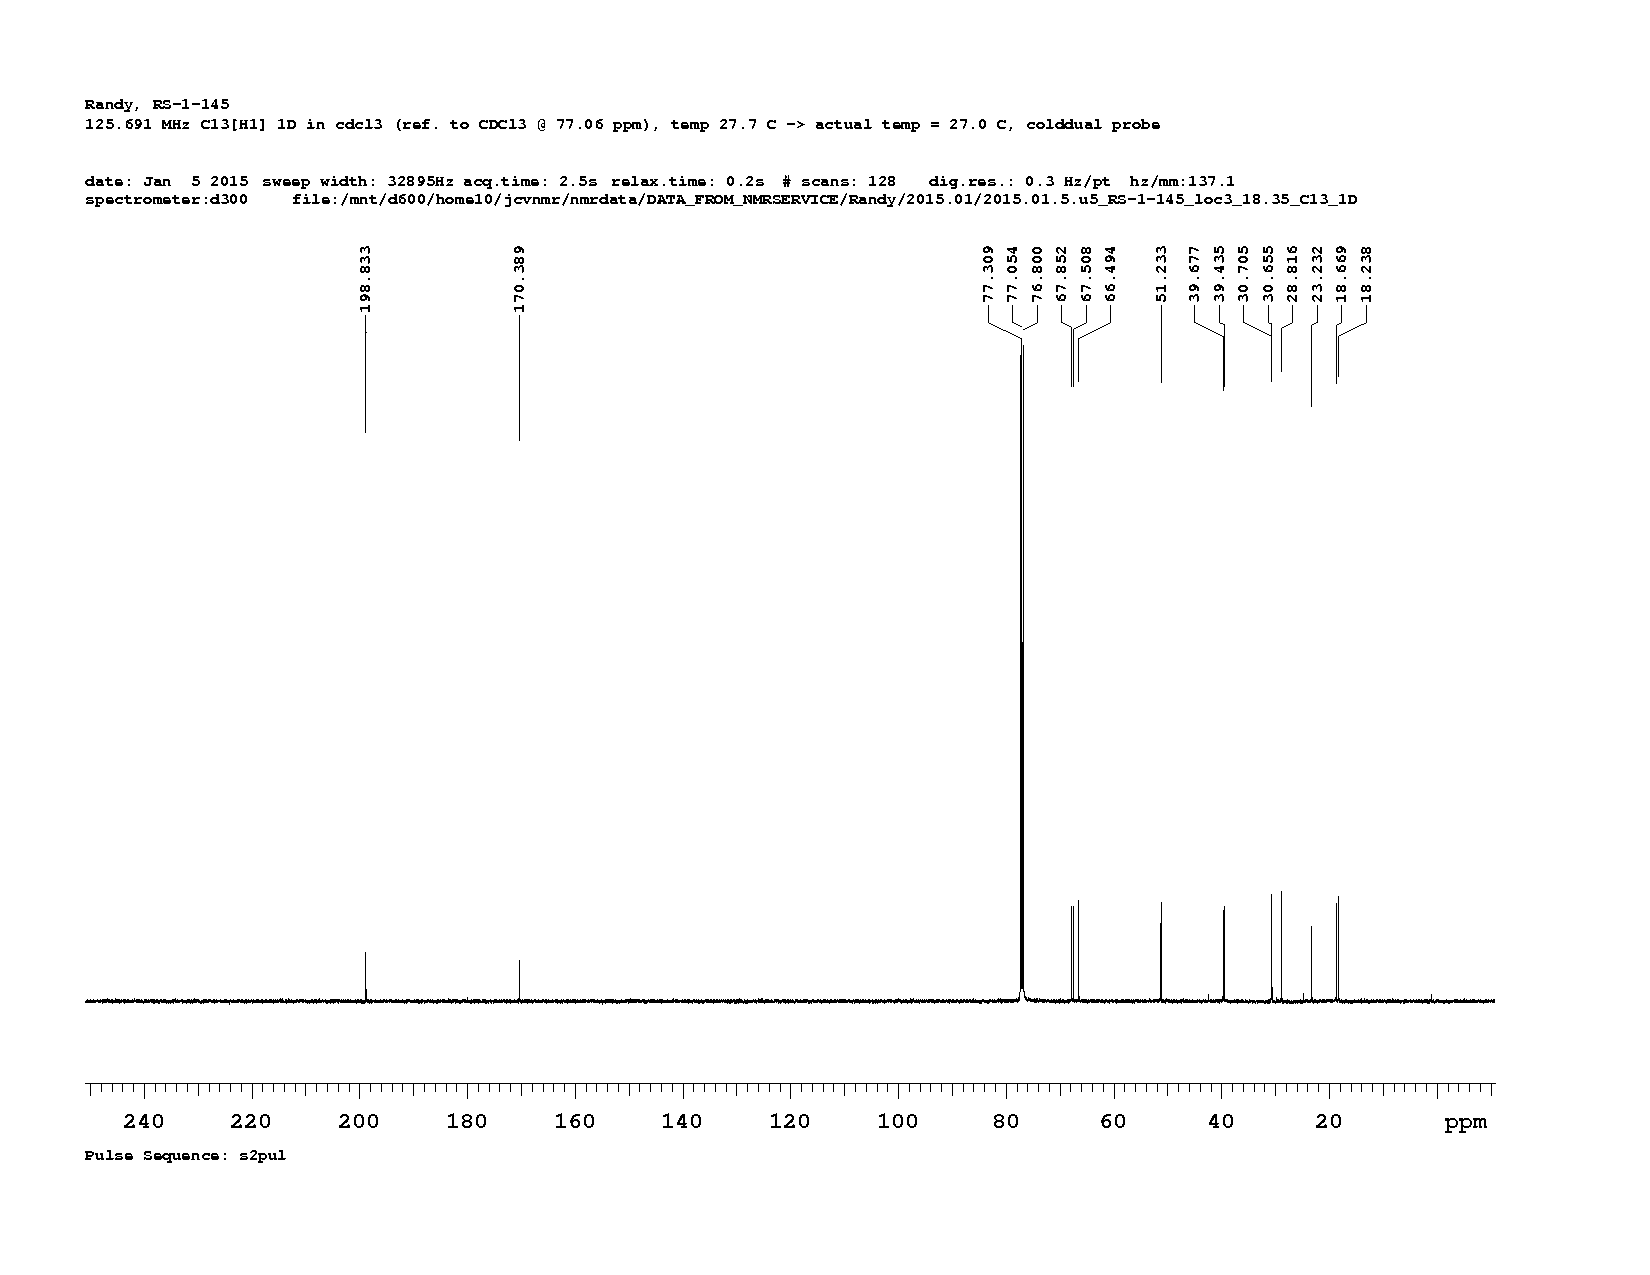 Randy, RS-1-145
125.691 MHz C13[H1] 1D in cdcl3 (ref. to CDCl3 @ 77.06 ppm), temp 27.7 C -> actual temp = 27.0 C, colddual probe
date: Jan 5 2015 sweep width: 32895Hz acq.time: 2.5s relax.time: 0.2s # scans: 128 dig.res.: 0.3 Hz/pt hz/mm:137.1
spectrometer:d300 file:/mnt/d600/home10/jcvnmr/nmrdata/DATA_FROM_NMRSERVICE/Randy/2015.01/2015.01.5.u5_RS-1-145_loc3_18.35_C13_1D
198.833
170.389
77.309
77.054
76.800
67.852
67.508
66.494
51.233
39.677
39.435
30.705
30.655
28.816
23.232
18.669
18.238
240 220 200 180 160 140 120 100 80 60 40 20 ppm
Pulse Sequence: s2pul